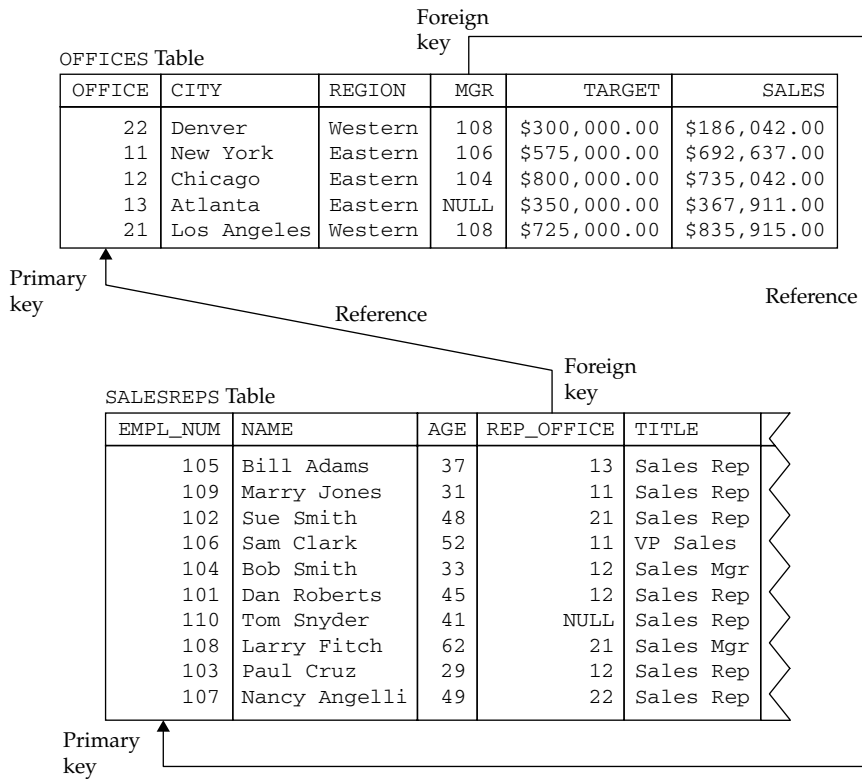 Foreign
key
OFFICES Table
OFFICE CITY REGION MGR TARGET SALES
22 Denver Western 108 $300,000.00 $186,042.00
11 New York Eastern 106 $575,000.00 $692,637.00
12 Chicago Eastern 104 $800,000.00 $735,042.00
13 Atlanta Eastern NULL $350,000.00 $367,911.00
21 Los Angeles Western 108 $725,000.00 $835,915.00
Primary
key
Reference
Reference
Foreign
key
SALESREPS Table
EMPL_NUM NAME AGE REP_OFFICE TITLE
105 Bill Adams 37 13 Sales Rep
109 Marry Jones 31 11 Sales Rep
102 Sue Smith 48 21 Sales Rep
106 Sam Clark 52 11 VP Sales
104 Bob Smith 33 12 Sales Mgr
101 Dan Roberts 45 12 Sales Rep
110 Tom Snyder 41 NULL Sales Rep
108 Larry Fitch 62 21 Sales Mgr
103 Paul Cruz 29 12 Sales Rep
107 Nancy Angelli 49 22 Sales Rep
Primary
key